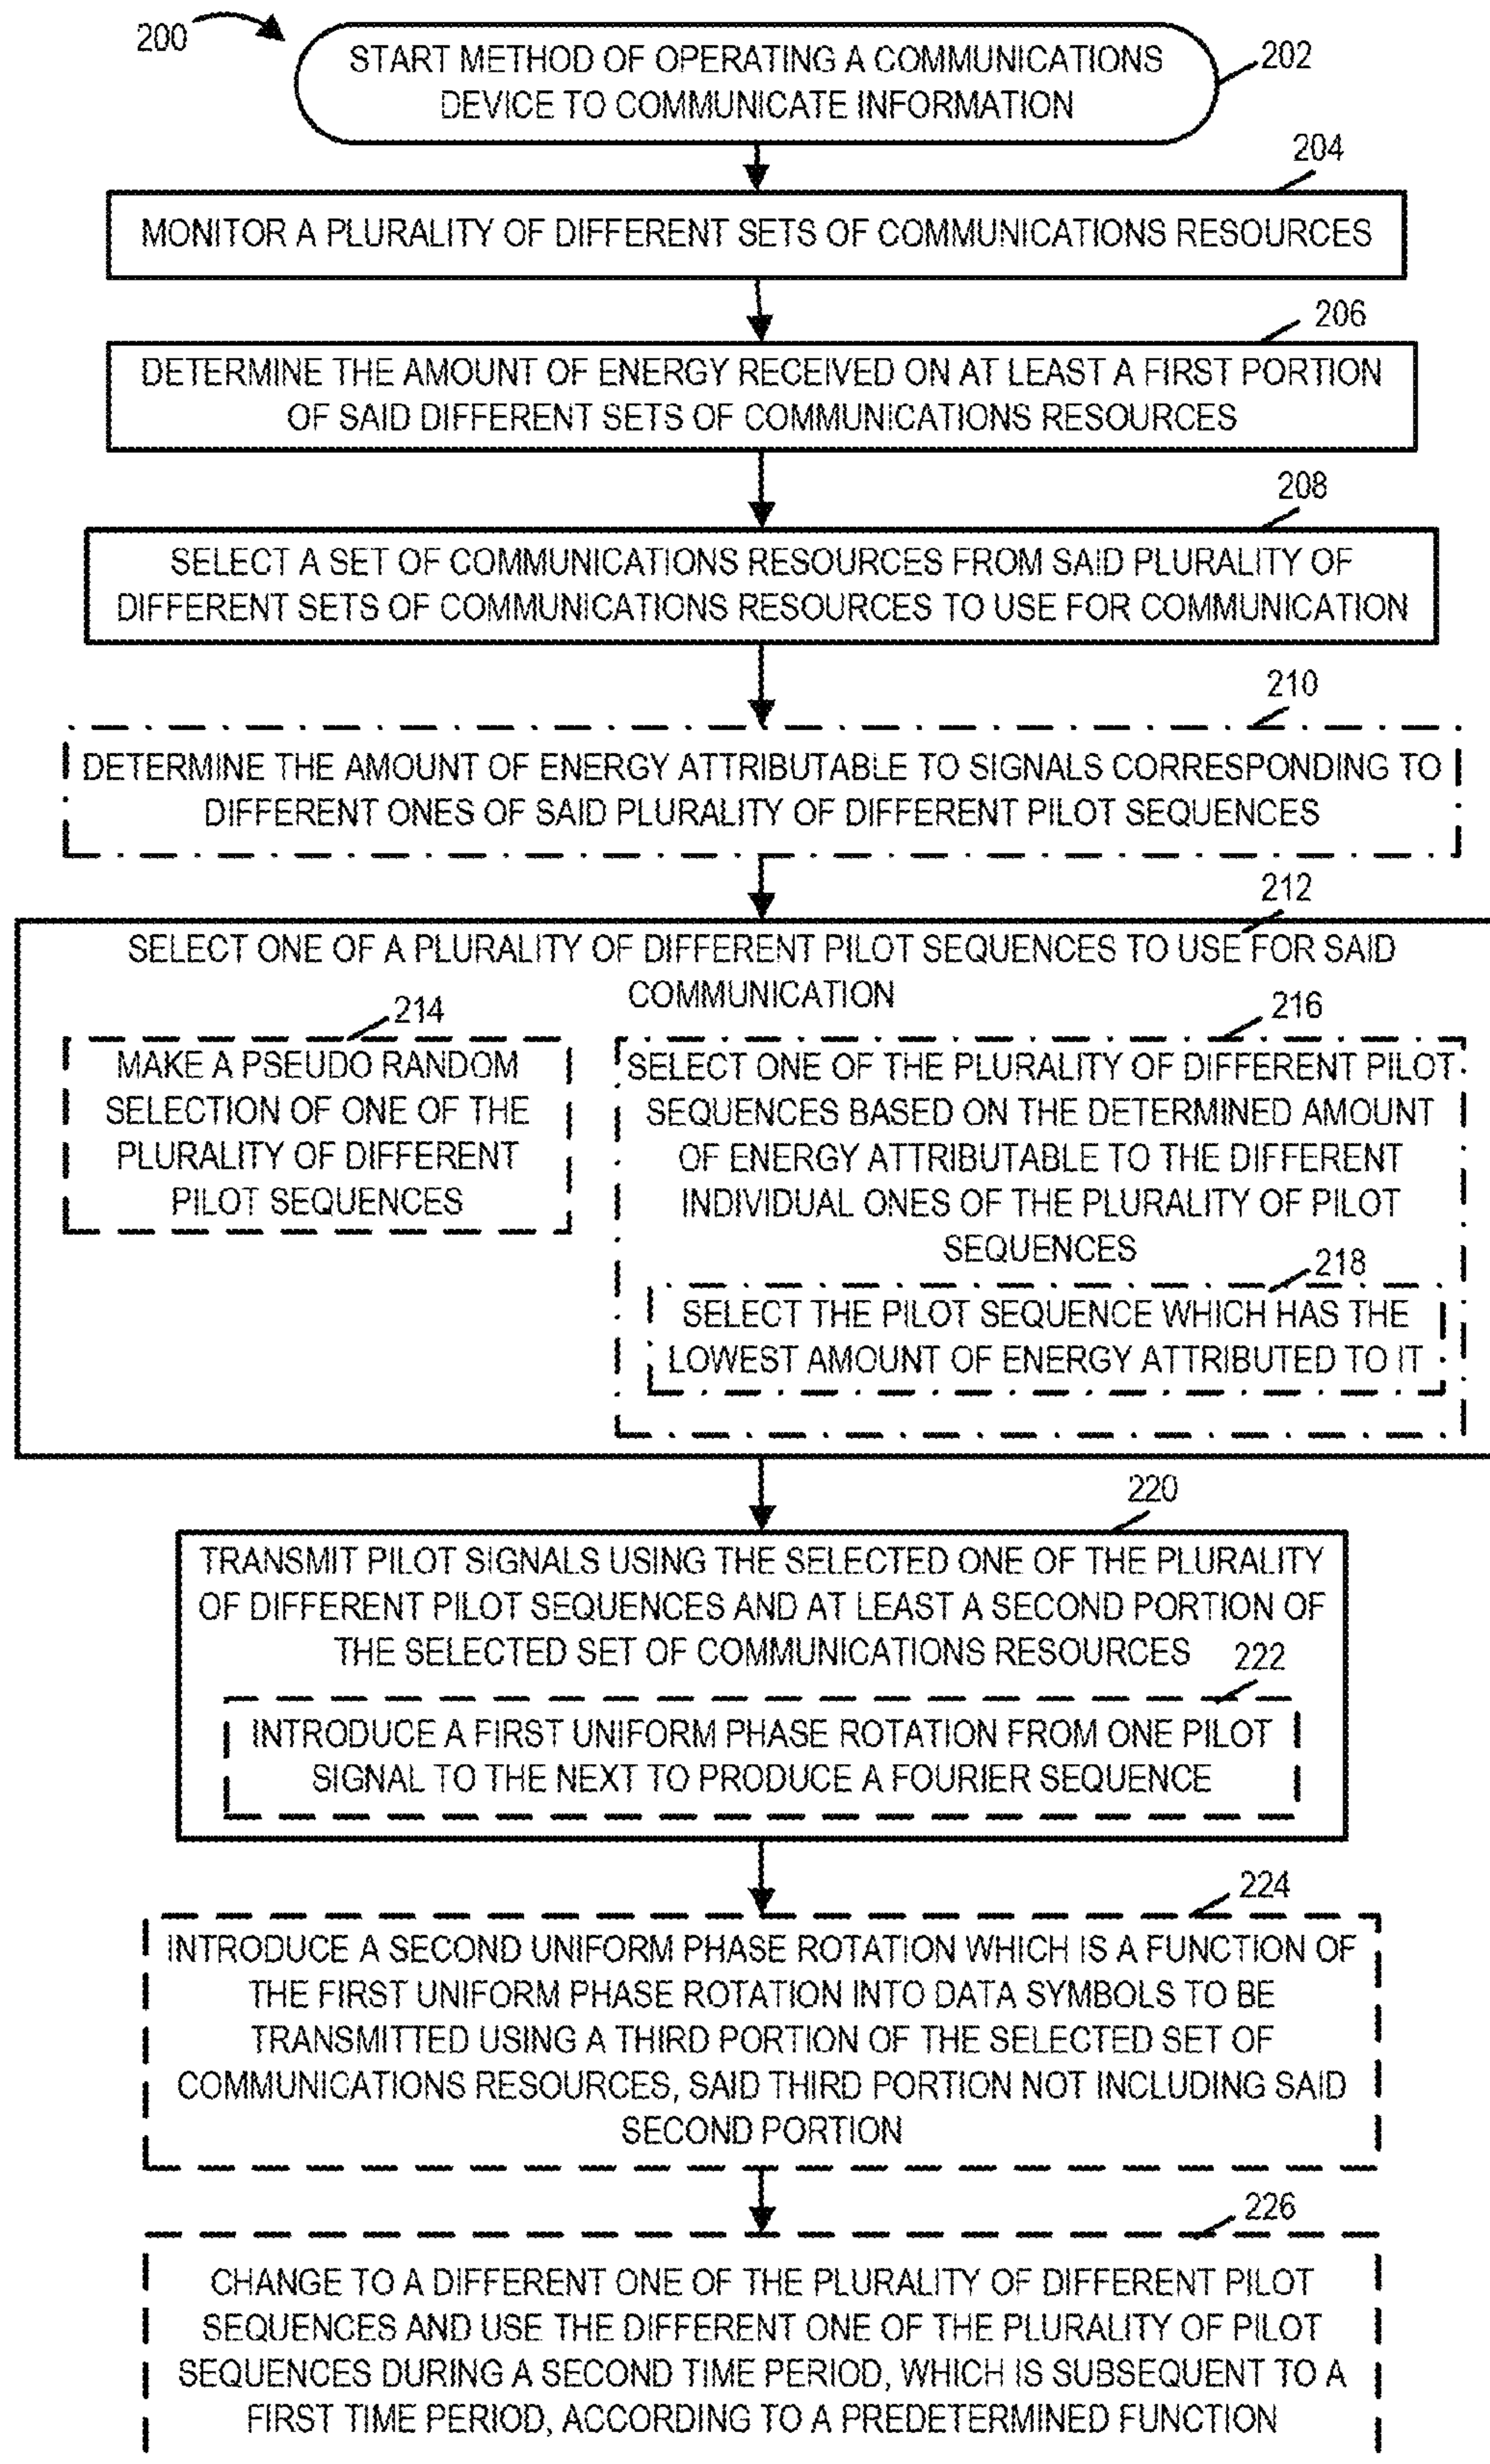 200
START METHOD OF OPERATING A COMMUNICATIONS
DEVICE TO COMMUNICATE INFORMATION
202
204
MONITOR A PLURALITY OF DIFFERENT SETS OF COMMUNICATIONS RESOURCES
206
DETERMINE THE AMOUNT OF ENERGY RECEIVED ON AT LEAST A FIRST PORTION
OF SAID DIFFERENT SETS OF COMMUNICATIONS RESOURCES
208
SELECT A SET OF COMMUNICATIONS RESOURCES FROM SAID PLURALITY OF
DIFFERENT SETS OF COMMUNICATIONS RESOURCES TO USE FOR COMMUNICATION
210
DETERMINE THE AMOUNT OF ENERGY ATTRIBUTABLE TO SIGNALS CORRESPONDING TO
DIFFERENT ONES OF SAID PLURALITY OF DIFFERENT PILOT SEQUENCES
212
SELECT ONE OF A PLURALITY OF DIFFERENT PILOT SEQUENCES TO USE FOR SAID
COMMUNICATION
214
MAKE A PSEUDO RANDOM
SELECTION OF ONE OF THE
PLURALITY OF DIFFERENT
PILOT SEQUENCES
216
SELECT ONE OF THE PLURALITY OF DIFFERENT PILOT
SEQUENCES BASED ON THE DETERMINED AMOUNT
OF ENERGY ATTRIBUTABLE TO THE DIFFERENT
INDIVIDUAL ONES OF THE PLURALITY OF PILOT
SEQUENCES
218
SELECT THE PILOT SEQUENCE WHICH HAS THE
LOWEST AMOUNT OF ENERGY ATTRIBUTED TO IT
220
TRANSMIT PILOT SIGNALS USING THE SELECTED ONE OF THE PLURALITY
OF DIFFERENT PILOT SEQUENCES AND AT LEAST A SECOND PORTION OF
THE SELECTED SET OF COMMUNICATIONS RESOURCES
222
INTRODUCE A FIRST UNIFORM PHASE ROTATION FROM ONE PILOT
SIGNAL TO THE NEXT TO PRODUCE A FOURIER SEQUENCE
224
INTRODUCE A SECOND UNIFORM PHASE ROTATION WHICH IS A FUNCTION OF
THE FIRST UNIFORM PHASE ROTATION INTO DATA SYMBOLS TO BE
TRANSMITTED USING A THIRD PORTION OF THE SELECTED SET OF
COMMUNICATIONS RESOURCES, SAID THIRD PORTION NOT INCLUDING SAID
SECOND PORTION
226
CHANGE TO A DIFFERENT ONE OF THE PLURALITY OF DIFFERENT PILOT
SEQUENCES AND USE THE DIFFERENT ONE OF THE PLURALITY OF PILOT
SEQUENCES DURING A SECOND TIME PERIOD, WHICH IS SUBSEQUENT TO A
FIRST TIME PERIOD, ACCORDING TO A PREDETERMINED FUNCTION